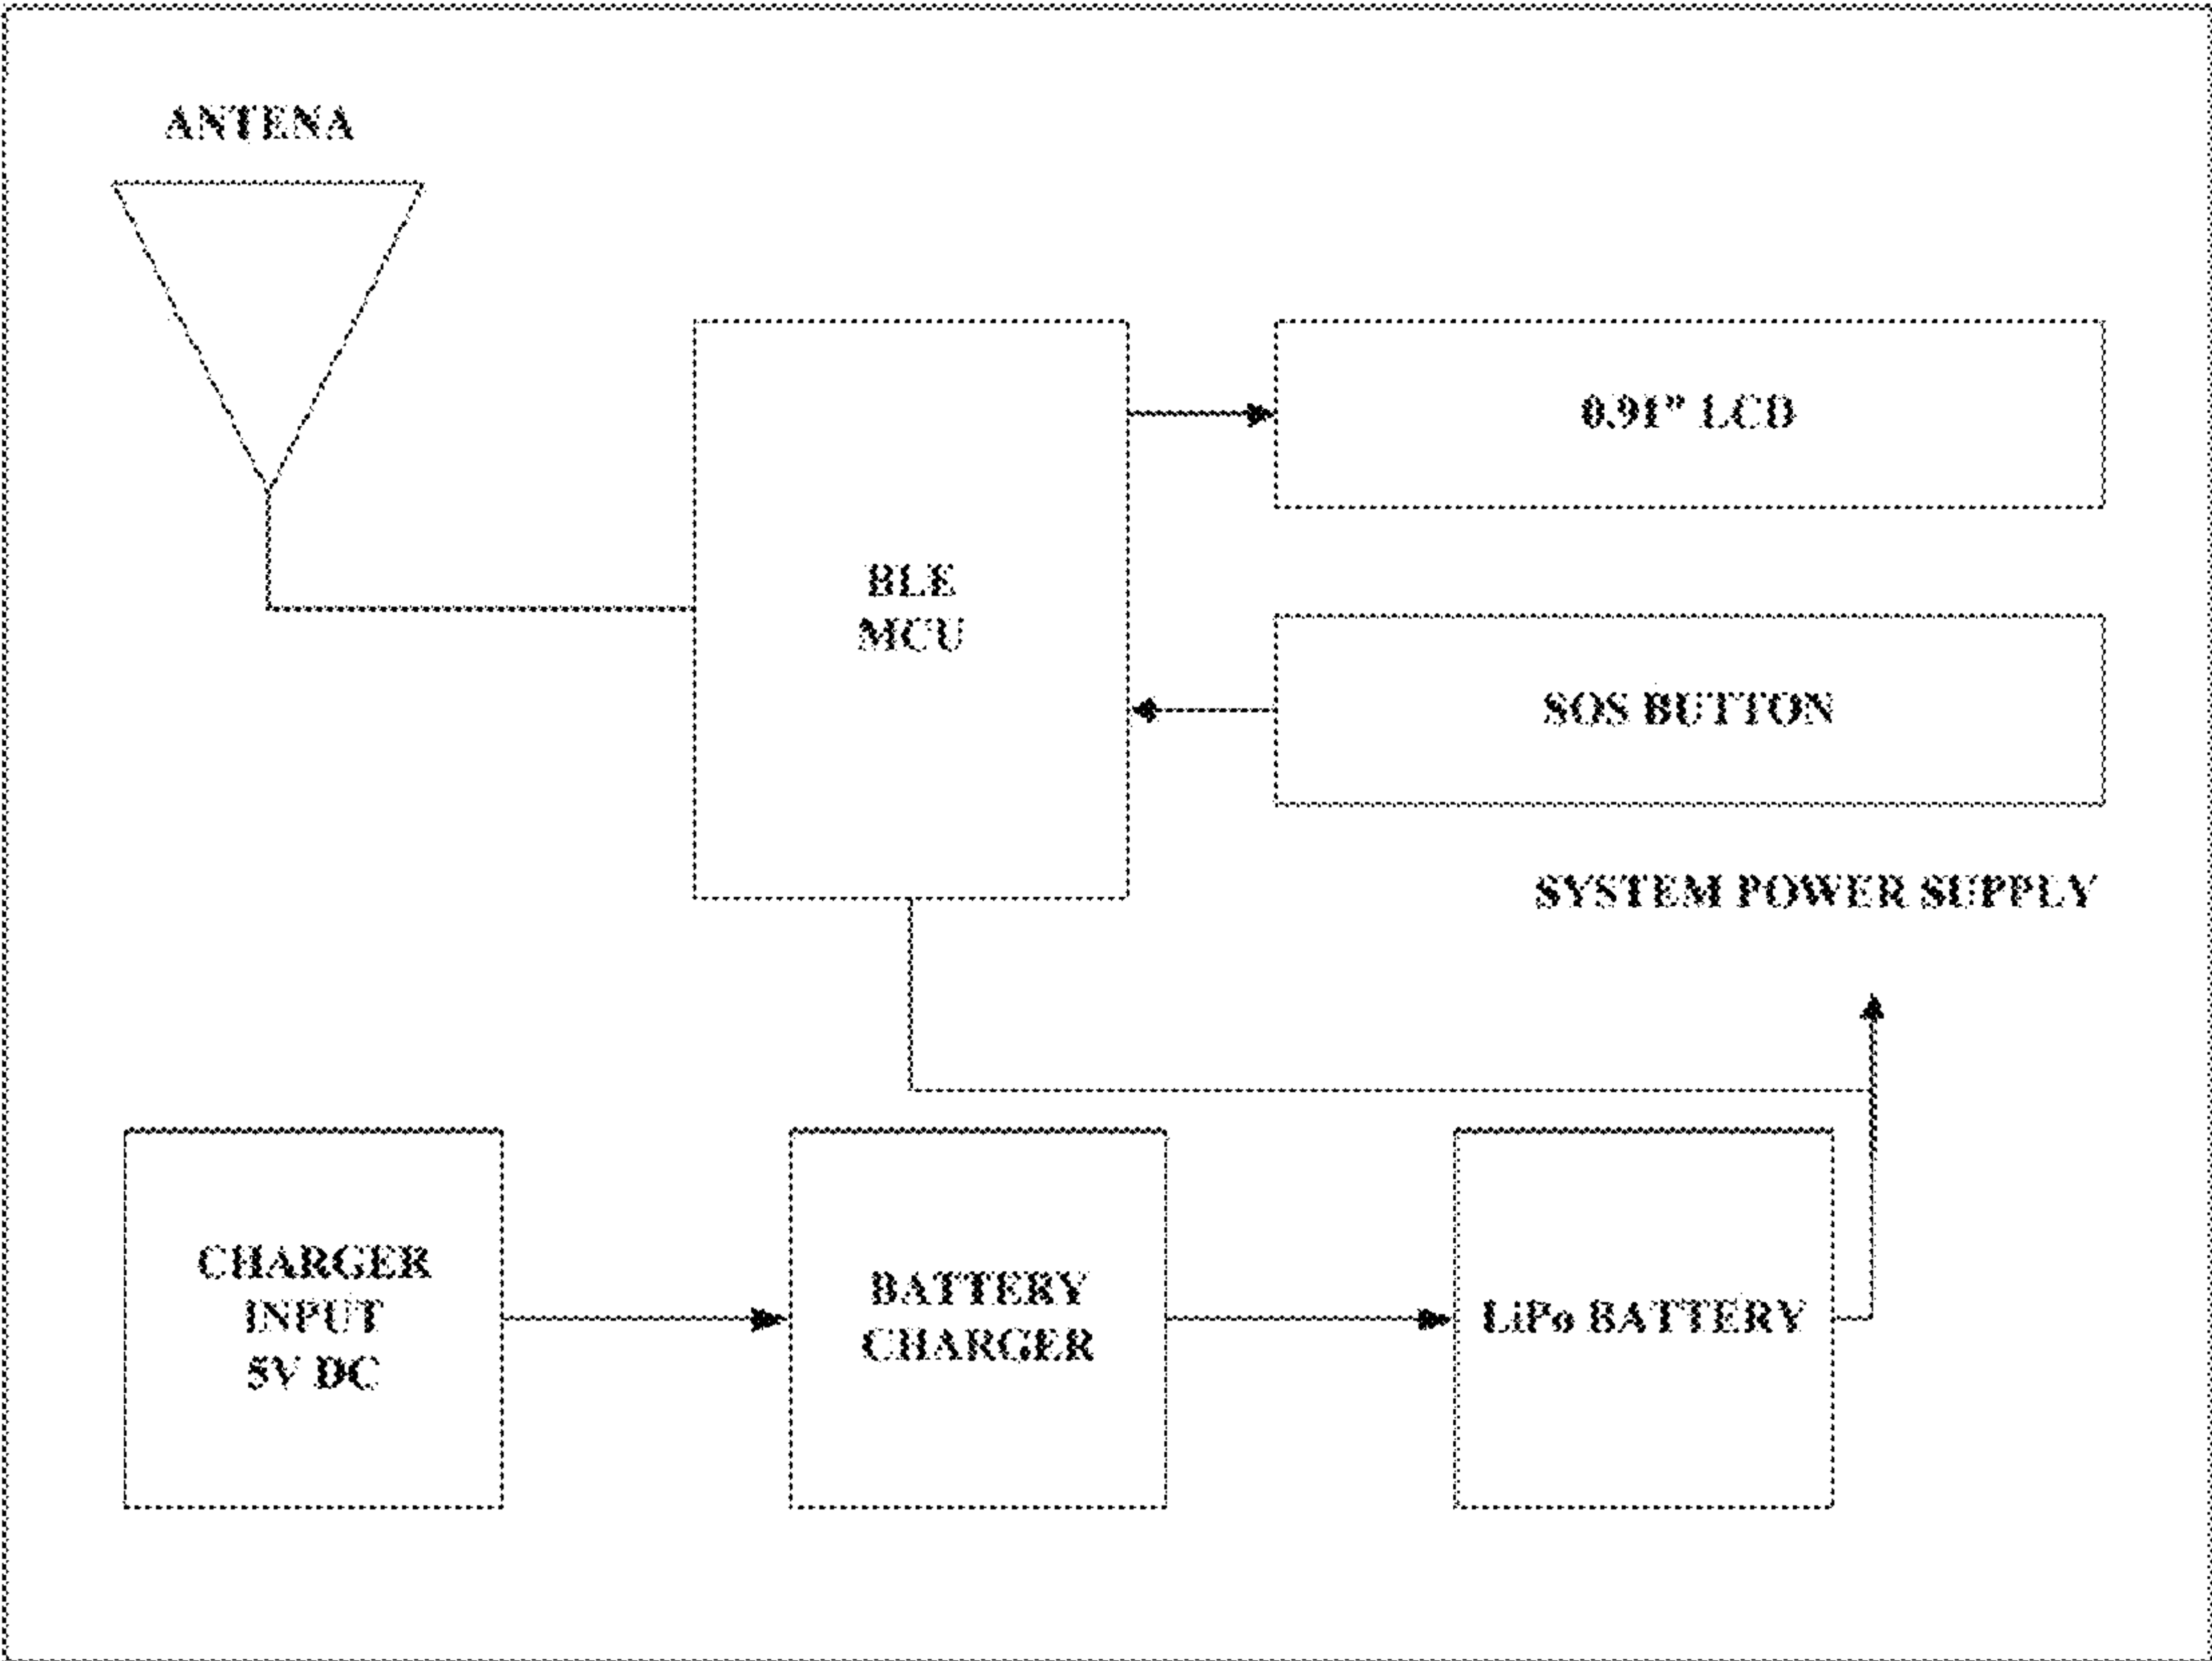 ANTENA
0.91" LCD
BLE
MCU
SOS BUTTON
SYSTEM POWER SUPPLY
CHARGER
INPUT
5V DC
BATTERY
CHARGER
LiPo BATTERY